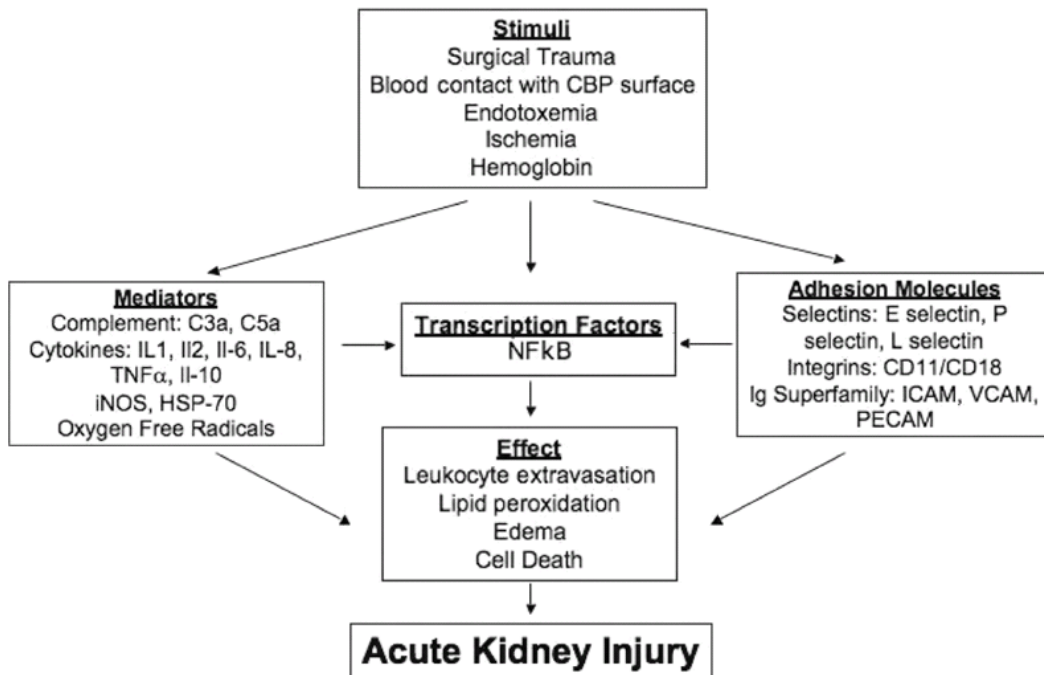 Stimuli
Surgical Trauma
Blood contact with CBP surface
Endotoxemia
Ischemia
Hemoglobin
Mediators
Complement: C3a, C5a
Cytokines: IL1, Il2, Il-6, IL-8,
TNFα, Il-10
iNOS, HSP-70
Oxygen Free Radicals
Transcription Factors
NFkB
Adhesion Molecules
Selectins: E selectin, P
selectin, L selectin
Integrins: CD11/CD18
Ig Superfamily: ICAM, VCAM,
PECAM
Effect
Leukocyte extravasation
Lipid peroxidation
Edema
Cell Death
Acute Kidney Injury